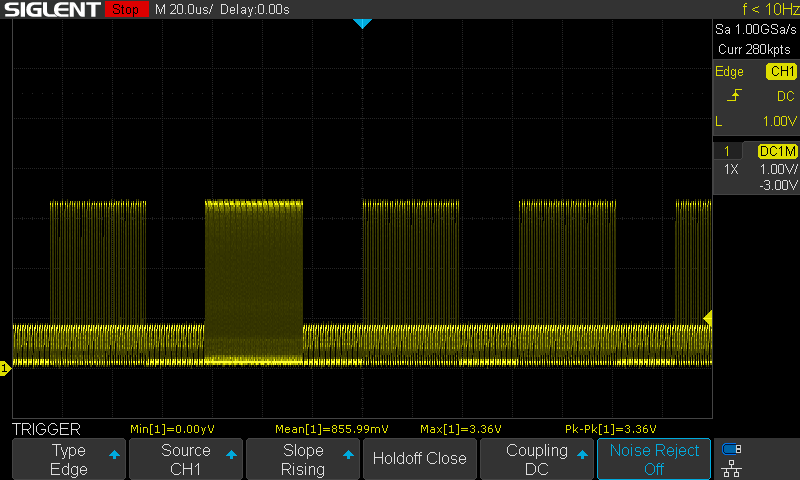 SIGLENT Stop M 20.0us/ Delay:0.00s f < 10Hz
Sa 1.00GSa/s
Curr 280kpts
Edge CH1
DC
L 1.00V
1 DC1M
1X 1.00V/
-3.00V
1
TRIGGER Min[1]=0.00yV Mean[1]=855.99mV Max[1]=3.36V Pk-Pk[1]=3.36V
Type Source Slope Holdoff Close Coupling Noise Reject
Edge CH1 Rising DC Off